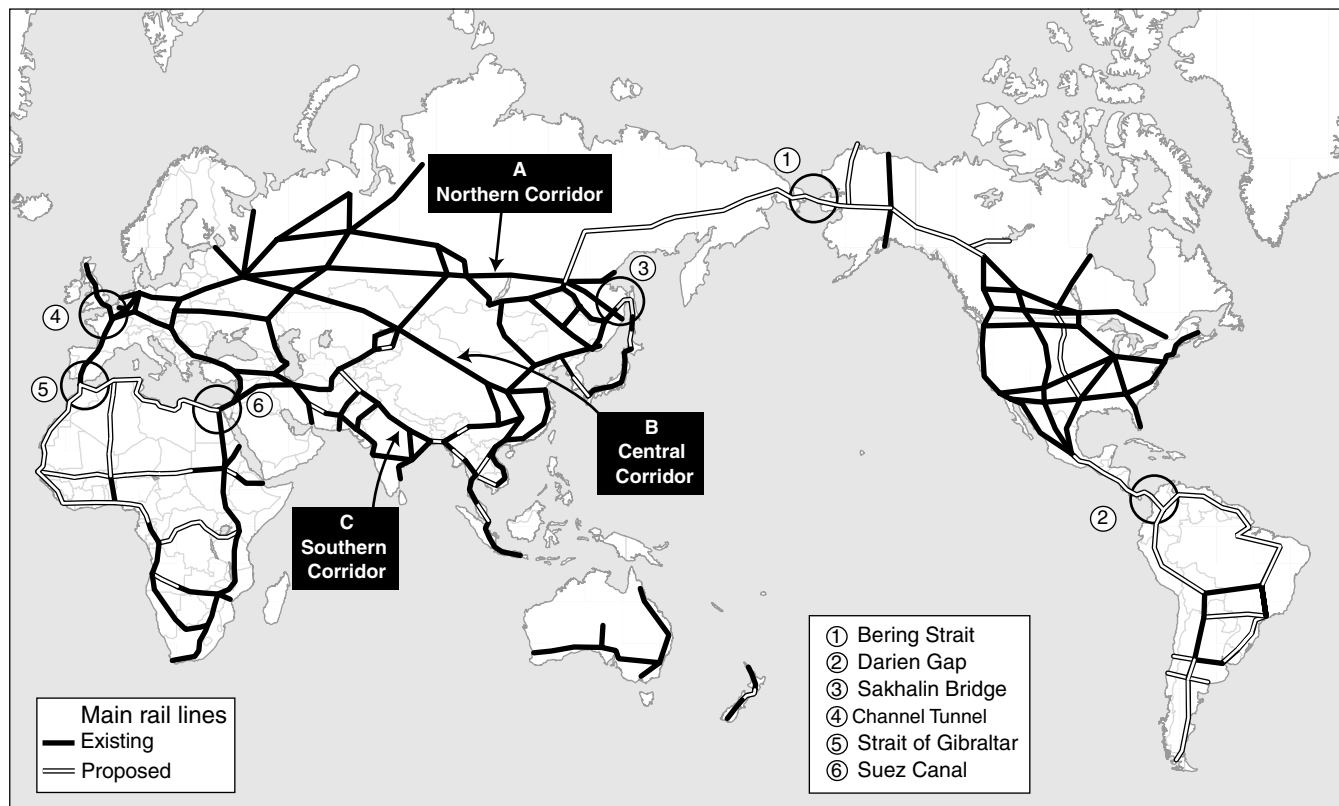 ①
A
Northern Corridor
③
④
⑤
⑥
B
Central
Corridor
②
C
Southern
Corridor
① Bering Strait
② Darien Gap
③ Sakhalin Bridge
④ Channel Tunnel
⑤ Strait of Gibraltar
⑥ Suez Canal
Main rail lines
Existing
Proposed